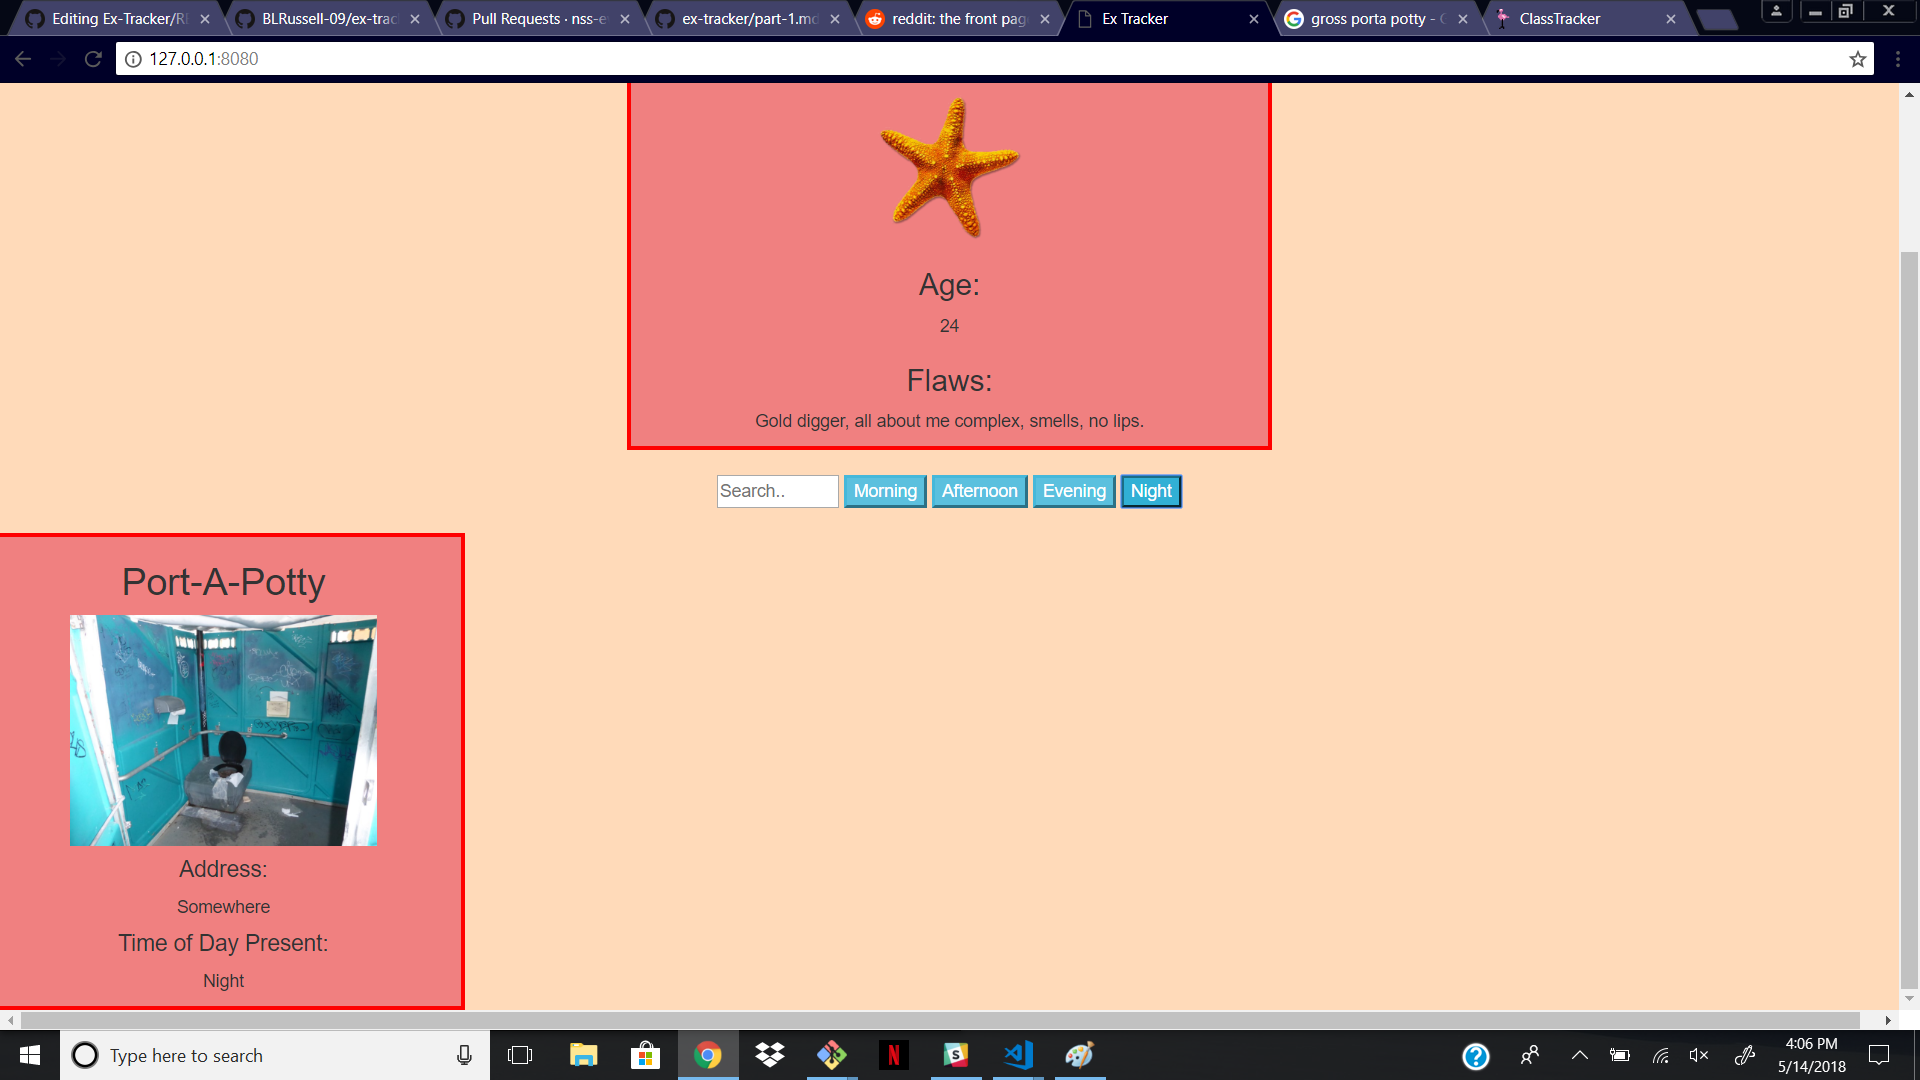 Editing Ex-Tracker/R
BLRussell-09/ex-trac
Pull Requests · nss-e
ex-tracker/part-1.md
reddit: the front pag
Ex Tracker
gross porta potty -
ClassTracker
127.0.0.1:8080
Age:
24
Flaws:
Gold digger, all about me complex, smells, no lips.
Search.. Morning Afternoon Evening Night
Port-A-Potty
Address:
Somewhere
Time of Day Present:
Night
Type here to search
4:06 PM
5/14/2018